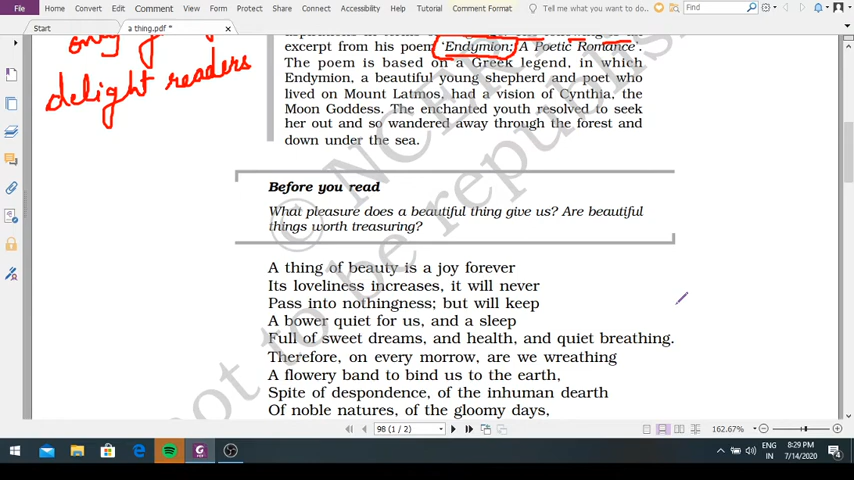 File Home Convert Edit Comment View Form Protect Share Connect Accessibility Help Tutorial Comment Format Find
Start a thing.pdf *
delight readers
excerpt from his poem 'Endymion; A Poetic Romance'.
The poem is based on a Greek legend, in which
Endymion, a beautiful young shepherd and poet who
lived on Mount Latmos, had a vision of Cynthia, the
Moon Goddess. The enchanted youth resolved to seek
her out and so wandered away through the forest and
down under the sea.
Before you read
What pleasure does a beautiful thing give us? Are beautiful
things worth treasuring?
A thing of beauty is a joy forever
Its loveliness increases, it will never
Pass into nothingness; but will keep
A bower quiet for us, and a sleep
Full of sweet dreams, and health, and quiet breathing.
Therefore, on every morrow, are we wreathing
A flowery band to bind us to the earth,
Spite of despondence, of the inhuman dearth
Of noble natures, of the gloomy days,
© NCERT
not to be republi
98 (1 / 2) 162.67%
ENG 8:29 PM
IN 7/14/2020 4